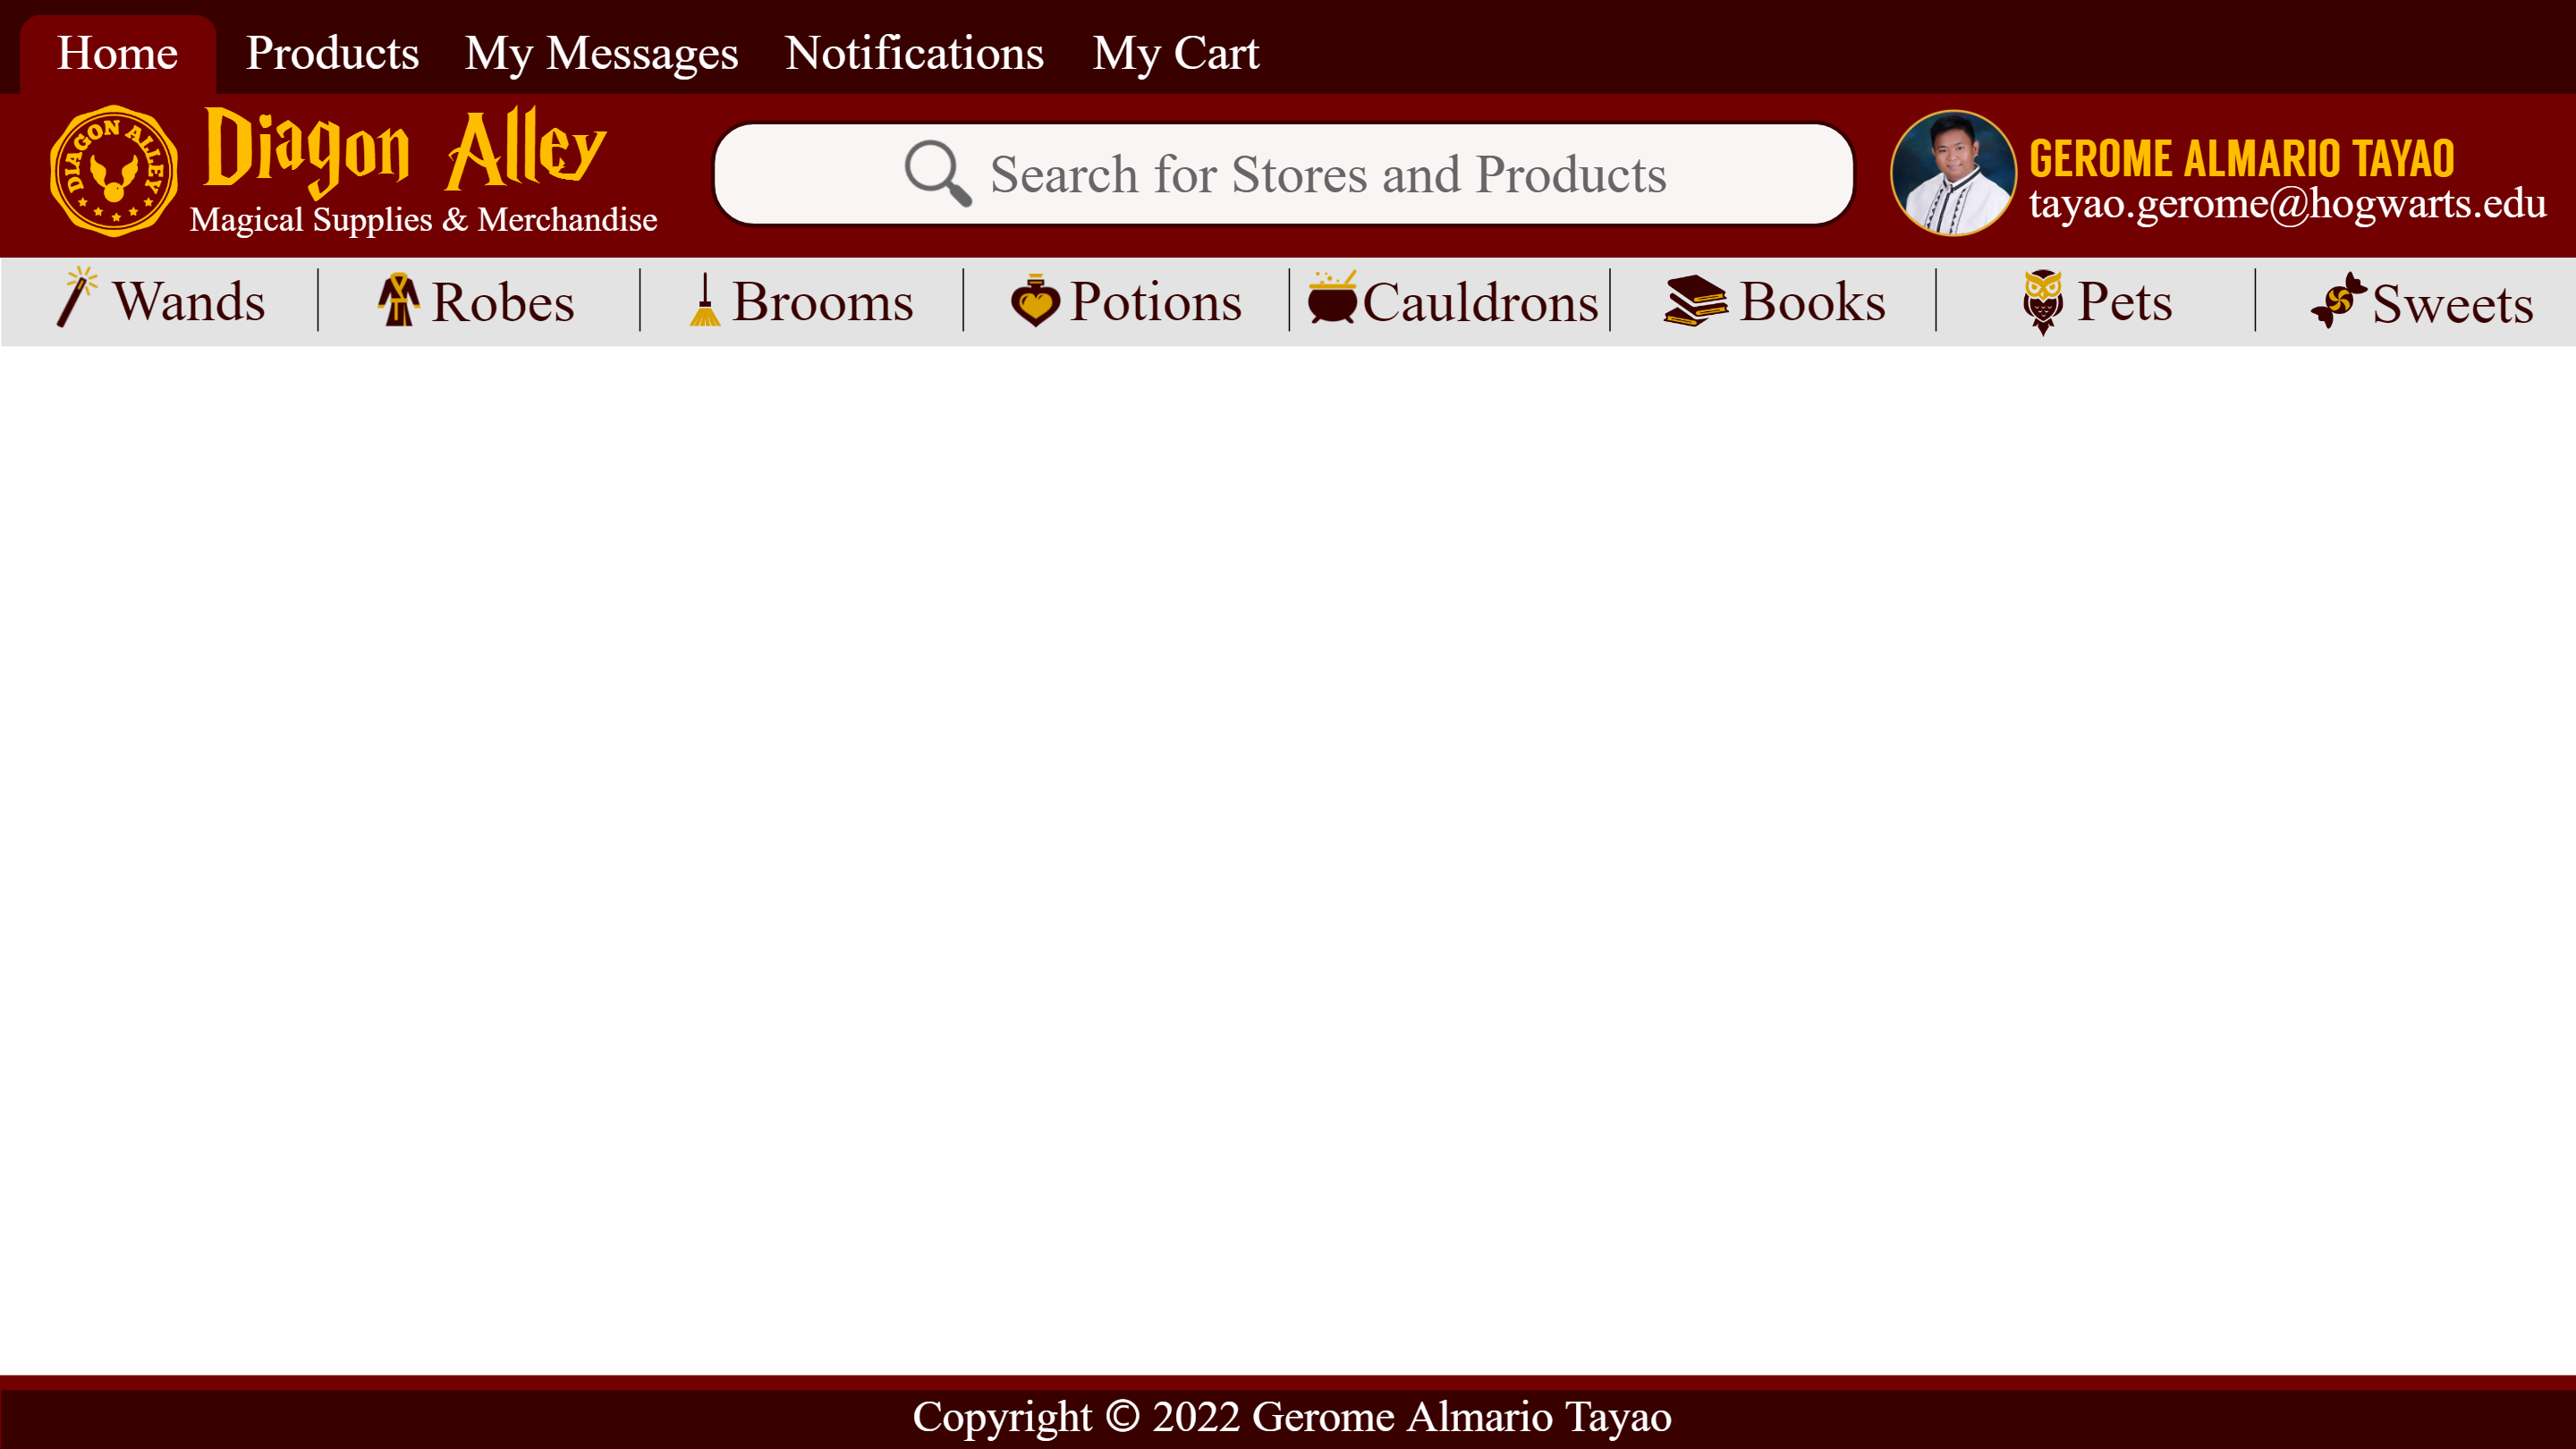 Home Products My Messages Notifications My Cart
DIAGON ALLEY
Diagon Alley
Magical Supplies & Merchandise
Search for Stores and Products
GEROME ALMARIO TAYAO
tayao.gerome@hogwarts.edu
Wands Robes Brooms Potions Cauldrons Books Pets Sweets
Copyright © 2022 Gerome Almario Tayao